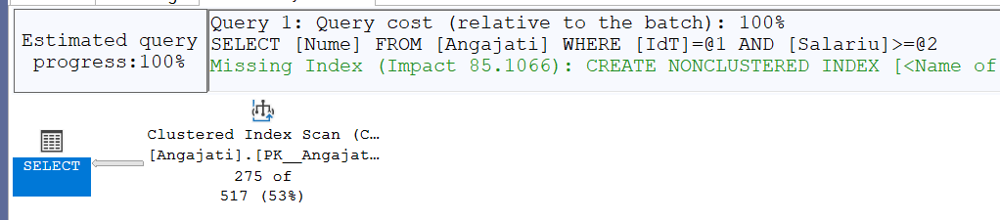 Estimated query
progress:100%
Query 1: Query cost (relative to the batch): 100%
SELECT [Nume] FROM [Angajati] WHERE [IdT]=@1 AND [Salariu]>=@2
Missing Index (Impact 85.1066): CREATE NONCLUSTERED INDEX [<Name of
SELECT
Clustered Index Scan (C…
[Angajati].[PK__Angajat…
275 of
517 (53%)